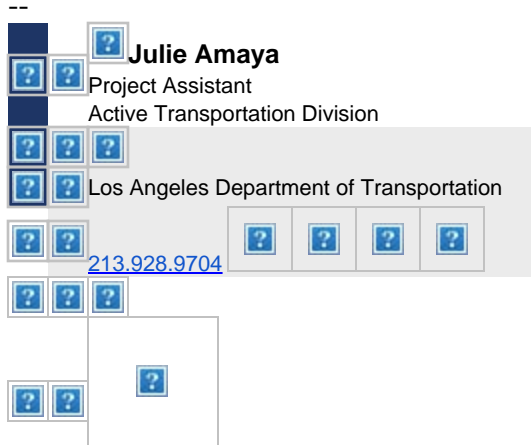 --
Julie Amaya
Project Assistant
Active Transportation Division
Los Angeles Department of Transportation
213.928.9704